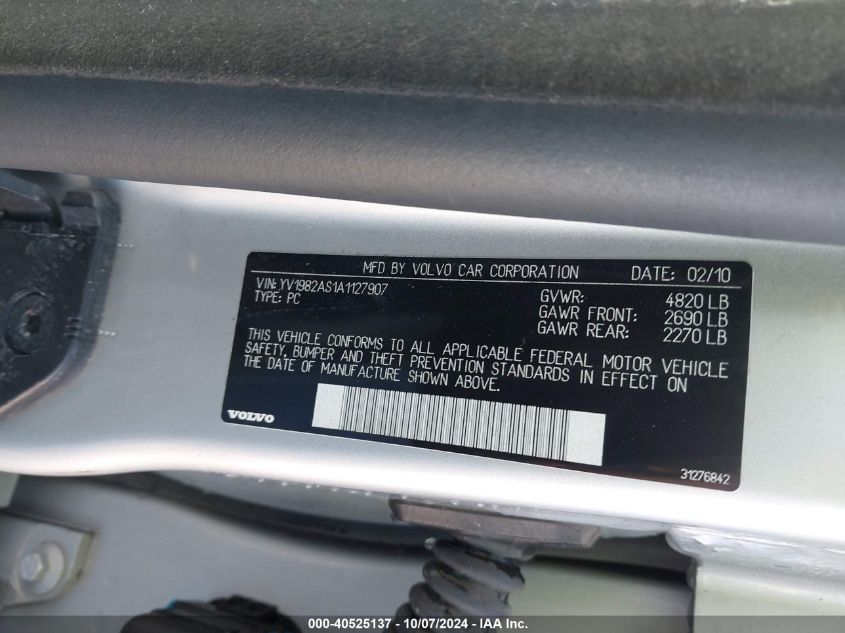 MFD BY VOLVO CAR CORPORATION DATE: 02/10
VIN: YV1982AS1A1127907
TYPE: PC
GVWR: 4820 LB
GAWR FRONT: 2690 LB
GAWR REAR: 2270 LB
THIS VEHICLE CONFORMS TO ALL APPLICABLE FEDERAL MOTOR VEHICLE
SAFETY, BUMPER AND THEFT PREVENTION STANDARDS IN EFFECT ON
THE DATE OF MANUFACTURE SHOWN ABOVE.
VOLVO
31276842
000-40525137 - 10/07/2024 - IAA Inc.